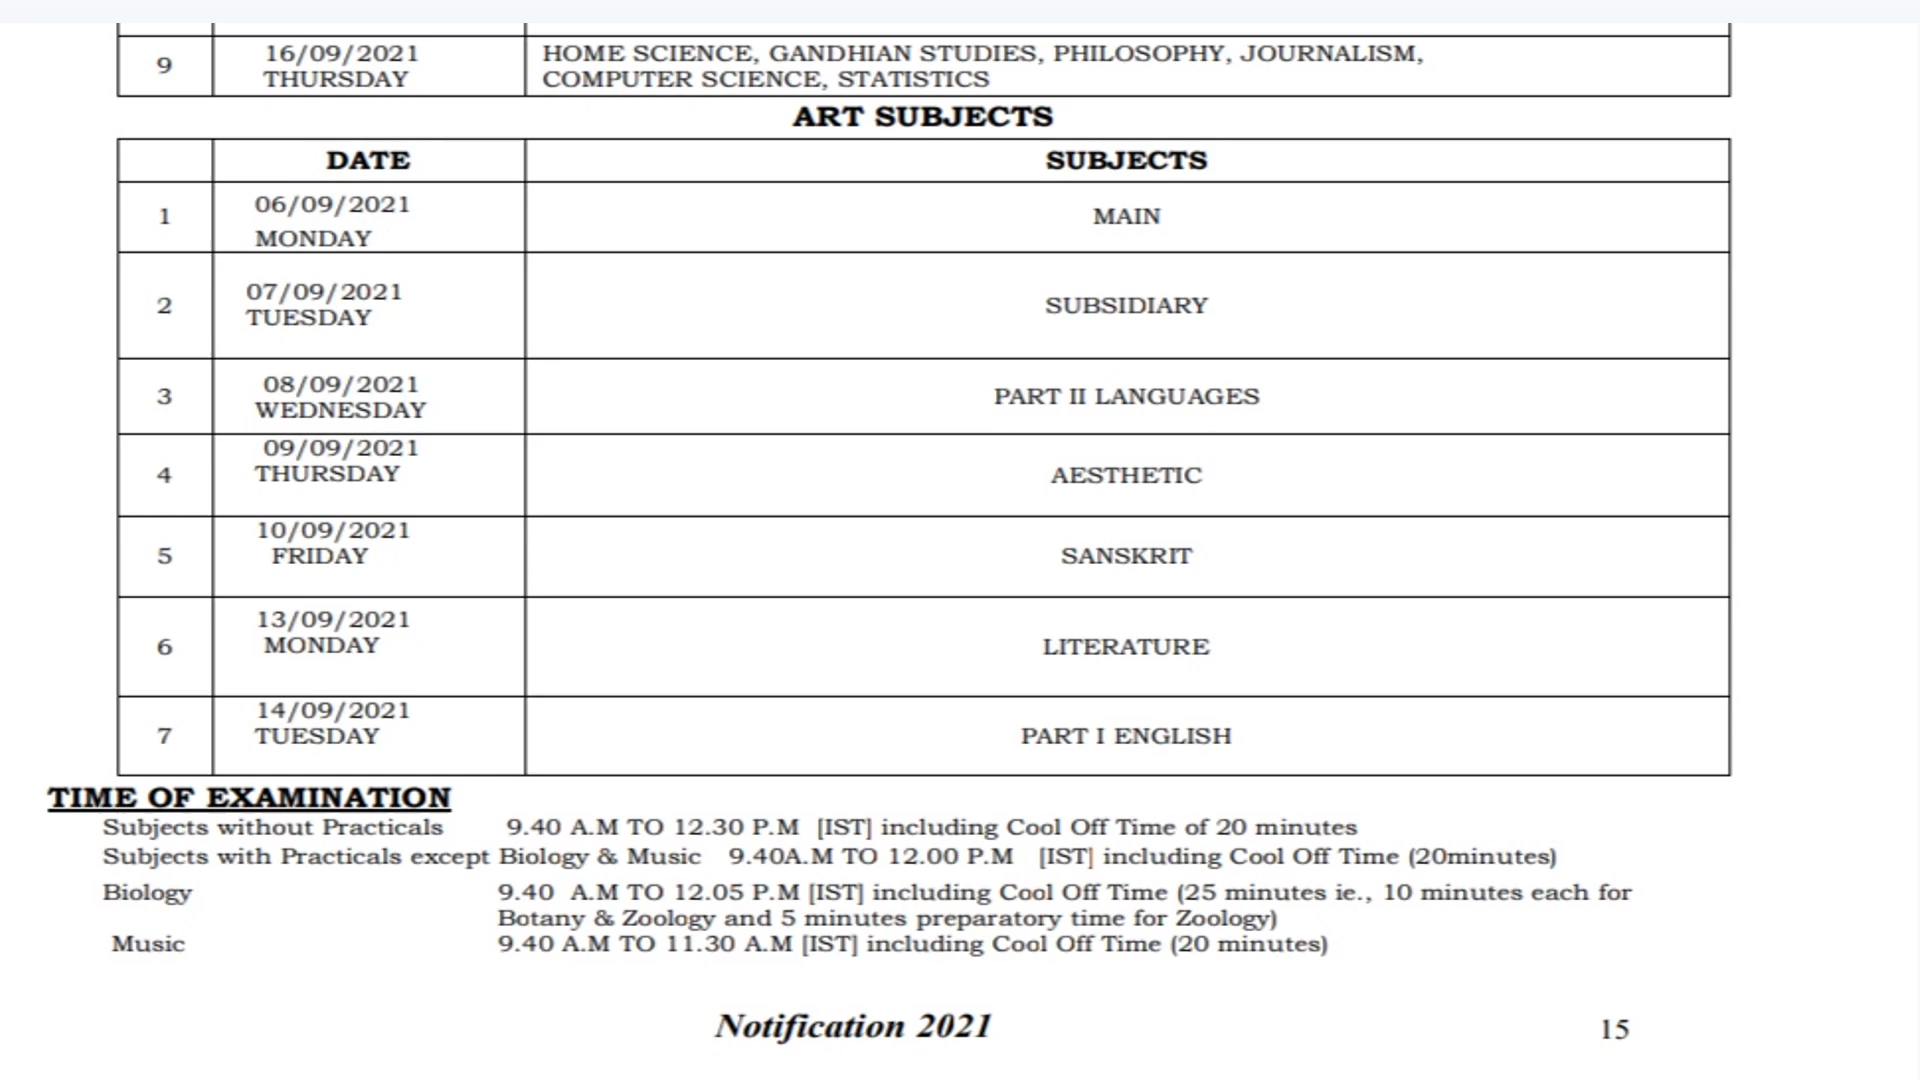 9 16/09/2021 HOME SCIENCE, GANDHIAN STUDIES, PHILOSOPHY, JOURNALISM,
THURSDAY COMPUTER SCIENCE, STATISTICS
ART SUBJECTS
DATE SUBJECTS
1 06/09/2021 MONDAY MAIN
2 07/09/2021 TUESDAY SUBSIDIARY
3 08/09/2021 WEDNESDAY PART II LANGUAGES
4 09/09/2021 THURSDAY AESTHETIC
5 10/09/2021 FRIDAY SANSKRIT
6 13/09/2021 MONDAY LITERATURE
7 14/09/2021 TUESDAY PART I ENGLISH
TIME OF EXAMINATION
Subjects without Practicals 9.40 A.M TO 12.30 P.M [IST] including Cool Off Time of 20 minutes
Subjects with Practicals except Biology & Music 9.40A.M TO 12.00 P.M [IST] including Cool Off Time (20minutes)
Biology 9.40 A.M TO 12.05 P.M [IST] including Cool Off Time (25 minutes ie., 10 minutes each for
Botany & Zoology and 5 minutes preparatory time for Zoology)
Music 9.40 A.M TO 11.30 A.M [IST] including Cool Off Time (20 minutes)
Notification 2021 15